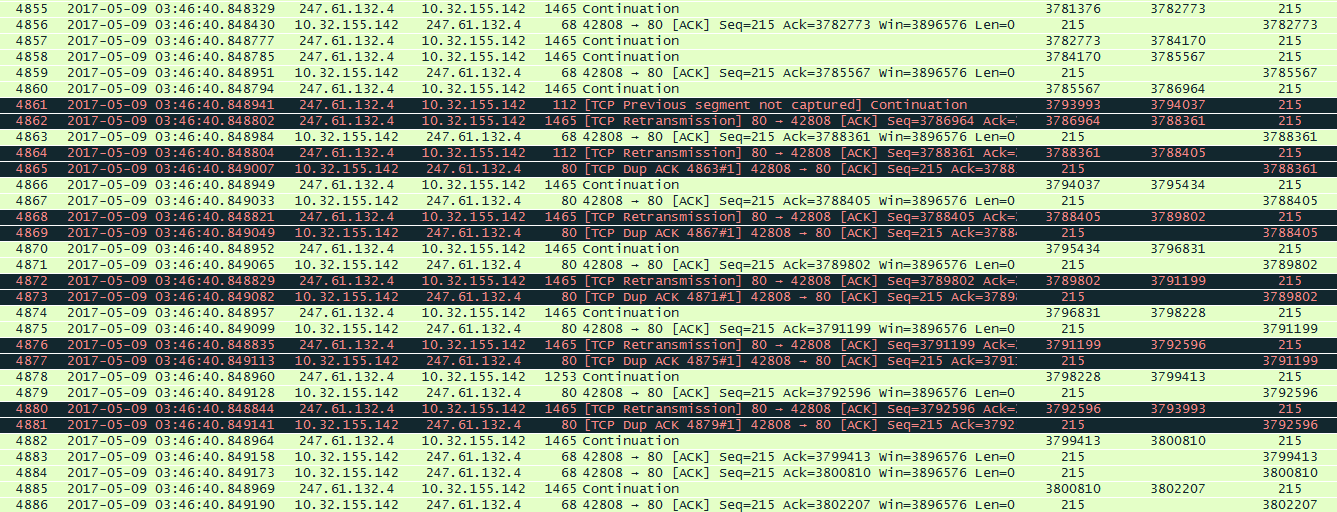 4855 2017-05-09 03:46:40.848329 247.61.132.4 10.32.155.142 1465 Continuation 3781376 3782773 215
4856 2017-05-09 03:46:40.848430 10.32.155.142 247.61.132.4 68 42808 → 80 [ACK] Seq=215 Ack=3782773 Win=3896576 Len=0 215 3782773
4857 2017-05-09 03:46:40.848777 247.61.132.4 10.32.155.142 1465 Continuation 3782773 3784170 215
4858 2017-05-09 03:46:40.848785 247.61.132.4 10.32.155.142 1465 Continuation 3784170 3785567 215
4859 2017-05-09 03:46:40.848951 10.32.155.142 247.61.132.4 68 42808 → 80 [ACK] Seq=215 Ack=3785567 Win=3896576 Len=0 215 3785567
4860 2017-05-09 03:46:40.848794 247.61.132.4 10.32.155.142 1465 Continuation 3785567 3786964 215
4861 2017-05-09 03:46:40.848941 247.61.132.4 10.32.155.142 112 [TCP Previous segment not captured] Continuation 3793993 3794037 215
4862 2017-05-09 03:46:40.848802 247.61.132.4 10.32.155.142 1465 [TCP Retransmission] 80 → 42808 [ACK] Seq=3786964 Ack= 3786964 3788361 215
4863 2017-05-09 03:46:40.848984 10.32.155.142 247.61.132.4 68 42808 → 80 [ACK] Seq=215 Ack=3788361 Win=3896576 Len=0 215 3788361
4864 2017-05-09 03:46:40.848804 247.61.132.4 10.32.155.142 112 [TCP Retransmission] 80 → 42808 [ACK] Seq=3788361 Ack= 3788361 3788405 215
4865 2017-05-09 03:46:40.849007 10.32.155.142 247.61.132.4 80 [TCP Dup ACK 4863#1] 42808 → 80 [ACK] Seq=215 Ack=3788 215 3788361
4866 2017-05-09 03:46:40.848949 247.61.132.4 10.32.155.142 1465 Continuation 3794037 3795434 215
4867 2017-05-09 03:46:40.849033 10.32.155.142 247.61.132.4 80 42808 → 80 [ACK] Seq=215 Ack=3788405 Win=3896576 Len=0 215 3788405
4868 2017-05-09 03:46:40.848821 247.61.132.4 10.32.155.142 1465 [TCP Retransmission] 80 → 42808 [ACK] Seq=3788405 Ack= 3788405 3789802 215
4869 2017-05-09 03:46:40.849049 10.32.155.142 247.61.132.4 80 [TCP Dup ACK 4867#1] 42808 → 80 [ACK] Seq=215 Ack=3788 215 3788405
4870 2017-05-09 03:46:40.848952 247.61.132.4 10.32.155.142 1465 Continuation 3795434 3796831 215
4871 2017-05-09 03:46:40.849065 10.32.155.142 247.61.132.4 80 42808 → 80 [ACK] Seq=215 Ack=3789802 Win=3896576 Len=0 215 3789802
4872 2017-05-09 03:46:40.848829 247.61.132.4 10.32.155.142 1465 [TCP Retransmission] 80 → 42808 [ACK] Seq=3789802 Ack= 3789802 3791199 215
4873 2017-05-09 03:46:40.849082 10.32.155.142 247.61.132.4 80 [TCP Dup ACK 4871#1] 42808 → 80 [ACK] Seq=215 Ack=3789 215 3789802
4874 2017-05-09 03:46:40.848957 247.61.132.4 10.32.155.142 1465 Continuation 3796831 3798228 215
4875 2017-05-09 03:46:40.849099 10.32.155.142 247.61.132.4 80 42808 → 80 [ACK] Seq=215 Ack=3791199 Win=3896576 Len=0 215 3791199
4876 2017-05-09 03:46:40.848835 247.61.132.4 10.32.155.142 1465 [TCP Retransmission] 80 → 42808 [ACK] Seq=3791199 Ack= 3791199 3792596 215
4877 2017-05-09 03:46:40.849113 10.32.155.142 247.61.132.4 80 [TCP Dup ACK 4875#1] 42808 → 80 [ACK] Seq=215 Ack=3791 215 3791199
4878 2017-05-09 03:46:40.848960 247.61.132.4 10.32.155.142 1253 Continuation 3798228 3799413 215
4879 2017-05-09 03:46:40.849128 10.32.155.142 247.61.132.4 80 42808 → 80 [ACK] Seq=215 Ack=3792596 Win=3896576 Len=0 215 3792596
4880 2017-05-09 03:46:40.848844 247.61.132.4 10.32.155.142 1465 [TCP Retransmission] 80 → 42808 [ACK] Seq=3792596 Ack= 3792596 3793993 215
4881 2017-05-09 03:46:40.849141 10.32.155.142 247.61.132.4 80 [TCP Dup ACK 4879#1] 42808 → 80 [ACK] Seq=215 Ack=3792 215 3792596
4882 2017-05-09 03:46:40.848964 247.61.132.4 10.32.155.142 1465 Continuation 3799413 3800810 215
4883 2017-05-09 03:46:40.849158 10.32.155.142 247.61.132.4 68 42808 → 80 [ACK] Seq=215 Ack=3799413 Win=3896576 Len=0 215 3799413
4884 2017-05-09 03:46:40.849173 10.32.155.142 247.61.132.4 68 42808 → 80 [ACK] Seq=215 Ack=3800810 Win=3896576 Len=0 215 3800810
4885 2017-05-09 03:46:40.848969 247.61.132.4 10.32.155.142 1465 Continuation 3800810 3802207 215
4886 2017-05-09 03:46:40.849190 10.32.155.142 247.61.132.4 68 42808 → 80 [ACK] Seq=215 Ack=3802207 Win=3896576 Len=0 215 3802207